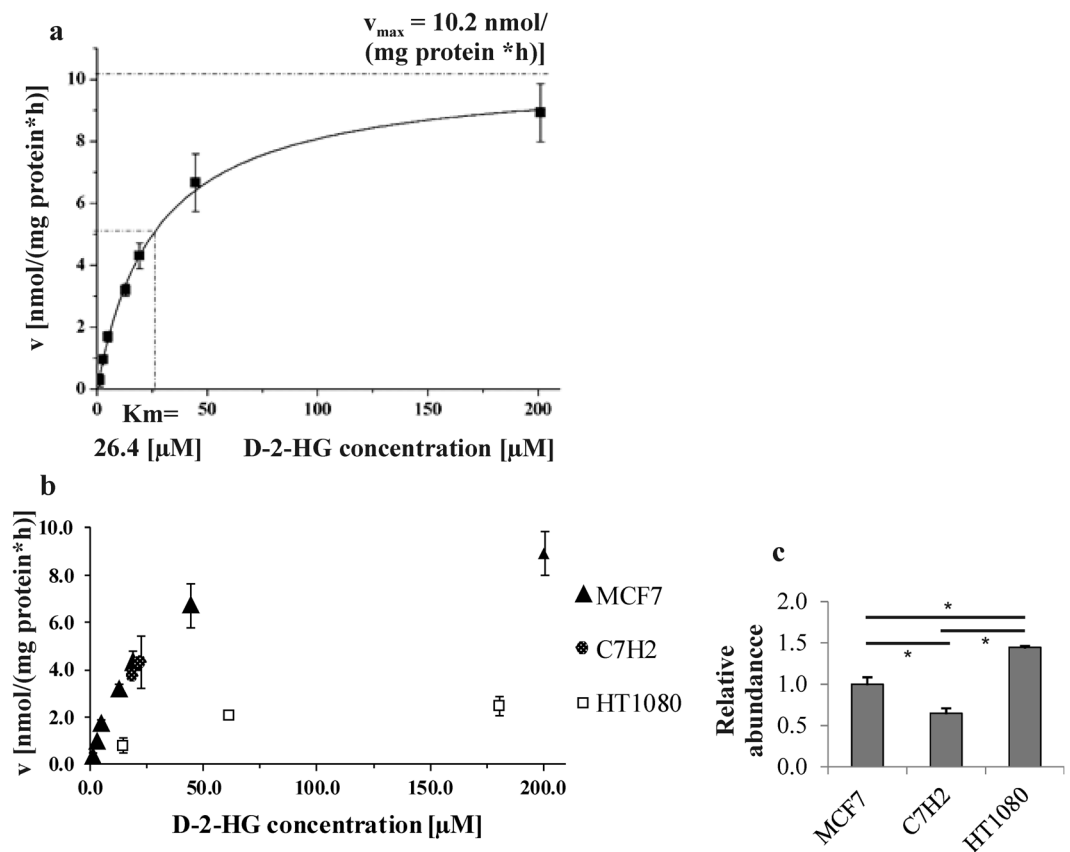 a
vmax = 10.2 nmol/
(mg protein *h)]
v [nmol/(mg protein*h)]
10
8
6
4
2
0
0
50
100
150
200
Km=
26.4 [µM]
D-2-HG concentration [µM]
b
v [nmol/(mg protein*h)]
10.0
8.0
6.0
4.0
2.0
0.0
0.0
50.0
100.0
150.0
200.0
D-2-HG concentration [µM]
MCF7
C7H2
HT1080
c
Relative
abundancce
2.0
1.5
1.0
0.5
0.0
*
*
*
MCF7
C7H2
HT1080